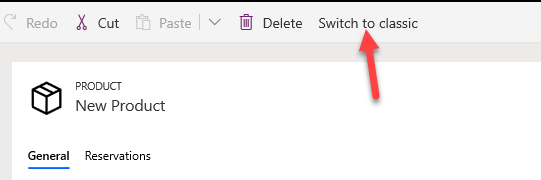 Redo Cut Paste Delete Switch to classic
PRODUCT
New Product
General Reservations